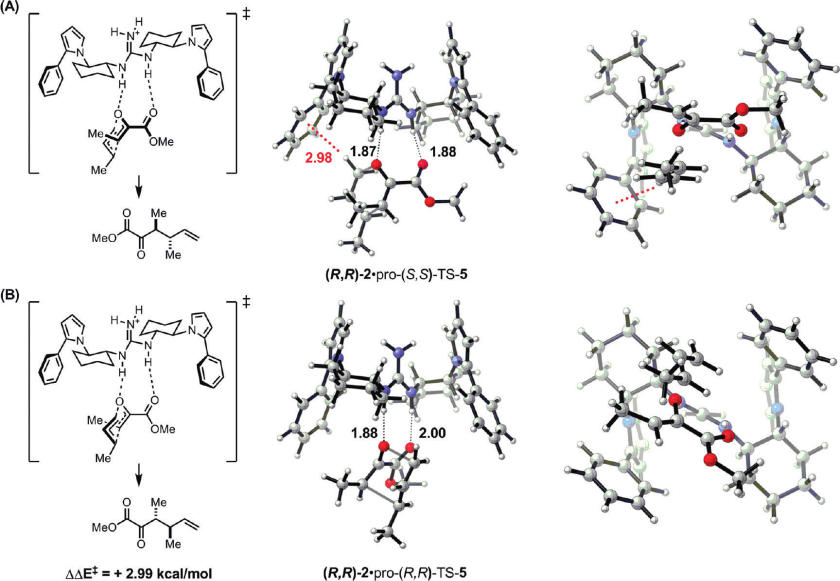 (A)
‡
H
N+
H
N
N
N
N
H
H
O
O
Me
OMe
Me
O
Me
MeO
O
Me
2.98
1.87
1.88
(R,R)-2•pro-(S,S)-TS-5
(B)
‡
H
N+
H
N
N
N
N
H
H
O
O
Me
OMe
Me
O
Me
MeO
O
Me
1.88
2.00
ΔΔE‡ = + 2.99 kcal/mol
(R,R)-2•pro-(R,R)-TS-5